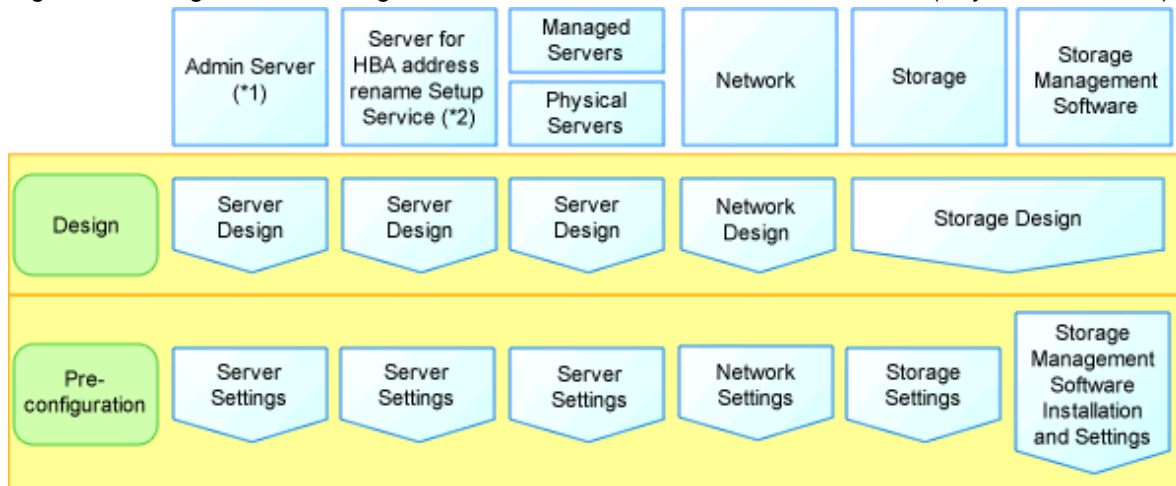 Admin Server
(*1)
Server for
HBA address
rename Setup
Service (*2)
Managed
Servers
Physical
Servers
Network
Storage
Storage
Management
Software
Design
Server
Design
Server
Design
Server
Design
Network
Design
Storage Design
Pre-
configuration
Server
Settings
Server
Settings
Server
Settings
Network
Settings
Storage
Settings
Storage
Management
Software
Installation
and Settings